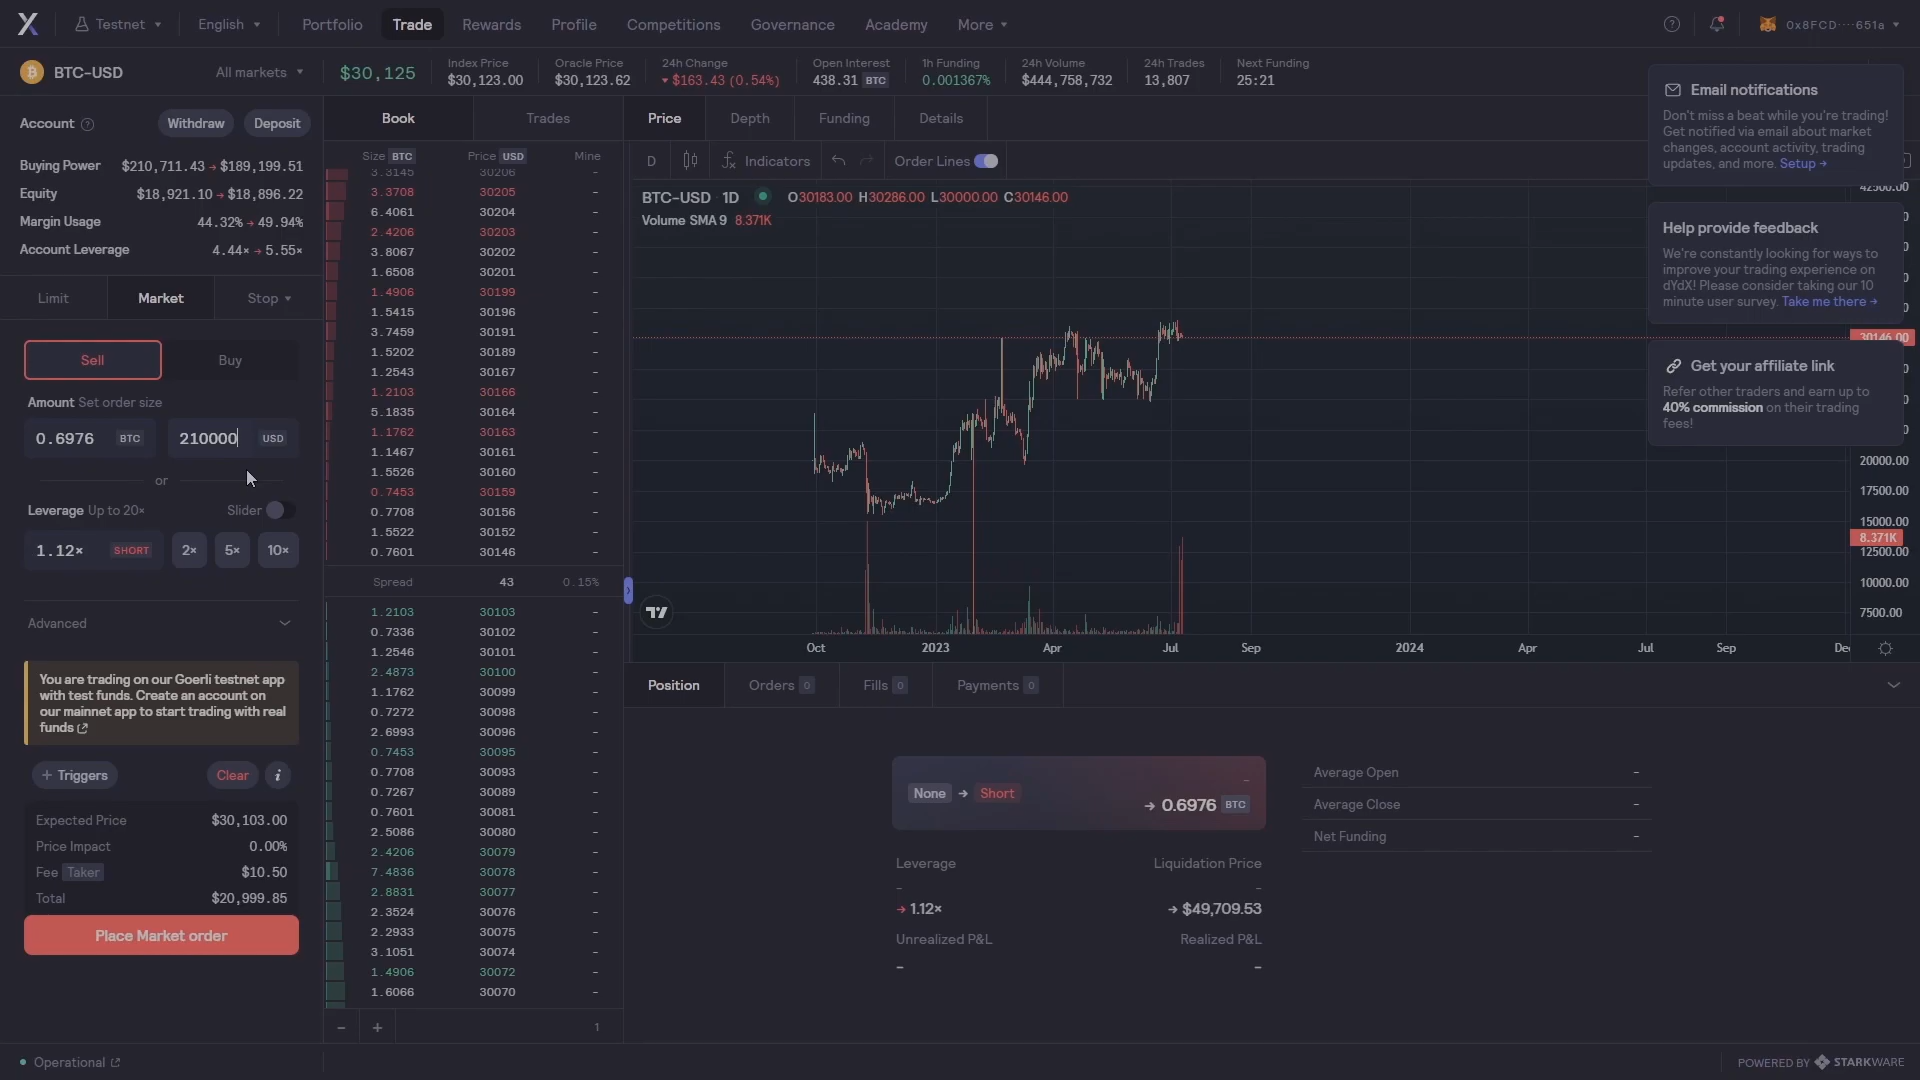 Testnet
English
Portfolio
Trade
Rewards
Profile
Competitions
Governance
Academy
More
0x8FCD····651a
BTC-USD
All markets
$30,125
Index Price
$30,123.00
Oracle Price
$30,123.62
24h Change
$163.43 (0.54%)
Open Interest
438.31 BTC
1h Funding
0.001367%
24h Volume
$444,758,732
24h Trades
13,807
Next Funding
25:21
Account
Withdraw
Deposit
Buying Power $210,711.43 → $189,199.51
Equity $18,921.10 → $18,896.22
Margin Usage 44.32% → 49.94%
Account Leverage 4.44× → 5.55×
Limit
Market
Stop
Sell
Buy
Amount Set order size
0.6976 BTC
210000 USD
or
Leverage Up to 20×
Slider
1.12× SHORT
2×
5×
10×
Advanced
You are trading on our Goerli testnet app
with test funds. Create an account on
our mainnet app to start trading with real
funds
+ Triggers
Clear
i
Expected Price $30,103.00
Price Impact 0.00%
Fee Taker $10.50
Total $20,999.85
Place Market order
Operational
Book
Trades
Size BTC Price USD Mine
3.3145 30206 -
3.3708 30205 -
6.4061 30204 -
2.4206 30203 -
3.8067 30202 -
1.6508 30201 -
1.4906 30199 -
1.5415 30196 -
3.7459 30191 -
1.5202 30189 -
1.2543 30167 -
1.2103 30166 -
5.1835 30164 -
1.1762 30163 -
1.1467 30161 -
1.5526 30160 -
0.7453 30159 -
0.7708 30156 -
1.5522 30152 -
0.7601 30146 -
Spread 43 0.15%
1.2103 30103 -
0.7336 30102 -
1.2546 30101 -
2.4873 30100 -
1.1762 30099 -
0.7272 30098 -
2.6993 30096 -
0.7453 30095 -
0.7708 30093 -
0.7267 30089 -
0.7601 30081 -
2.5086 30080 -
2.4206 30079 -
7.4836 30078 -
2.8831 30077 -
2.3524 30076 -
2.2933 30075 -
3.1051 30074 -
1.4906 30072 -
1.6066 30070 -
- + 1
Price
Depth
Funding
Details
D
Indicators
Order Lines
BTC-USD · 1D O30183.00 H30286.00 L30000.00 C30146.00
Volume SMA 9 8.371K
42500.00
30146.00
20000.00
17500.00
15000.00
8.371K
12500.00
10000.00
7500.00
Oct 2023 Apr Jul Sep 2024 Apr Jul Sep De
Email notifications
Don't miss a beat while you're trading!
Get notified via email about market
changes, account activity, trading
updates, and more. Setup →
Help provide feedback
We're constantly looking for ways to
improve your trading experience on
dYdX! Please consider taking our 10
minute user survey. Take me there →
Get your affiliate link
Refer other traders and earn up to
40% commission on their trading
fees!
Position
Orders 0
Fills 0
Payments 0
None → Short
-
→ 0.6976 BTC
Leverage
-
→ 1.12×
Liquidation Price
-
→ $49,709.53
Unrealized P&L
-
Realized P&L
-
Average Open -
Average Close -
Net Funding -
POWERED BY STARKWARE